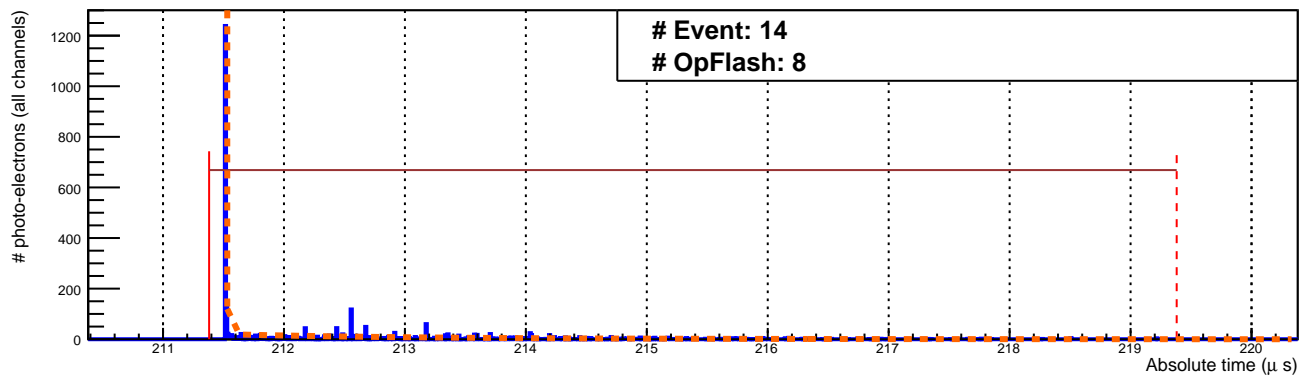 # Event: 14
# OpFlash: 8
# photo-electrons (all channels)
1200
1000
800
600
400
200
0
211 212 213 214 215 216 217 218 219 220
Absolute time (μ s)